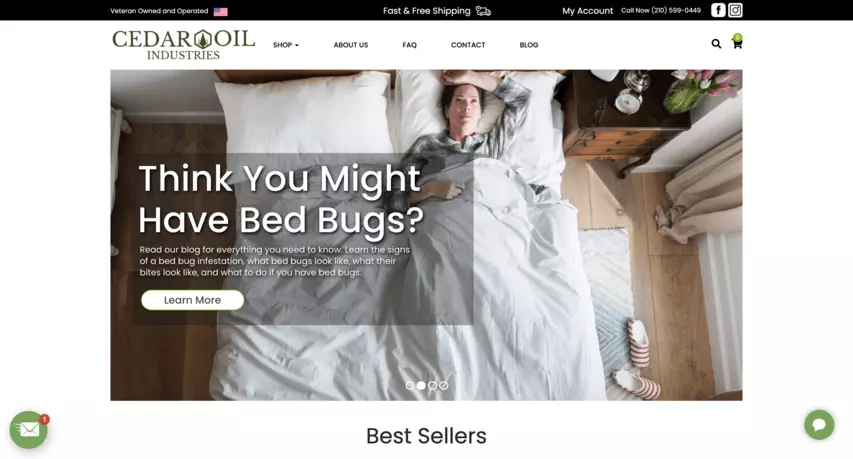 Veteran Owned and Operated
Fast & Free Shipping
My Account
Call Now (210) 599-0449
CEDAR OIL
INDUSTRIES
SHOP
ABOUT US
FAQ
CONTACT
BLOG
0
Think You Might
Have Bed Bugs?
Read our blog for everything you need to know. Learn the signs
of a bed bug infestation, what bed bugs look like, what their
bites look like, and what to do if you have bed bugs.
Learn More
1
Best Sellers